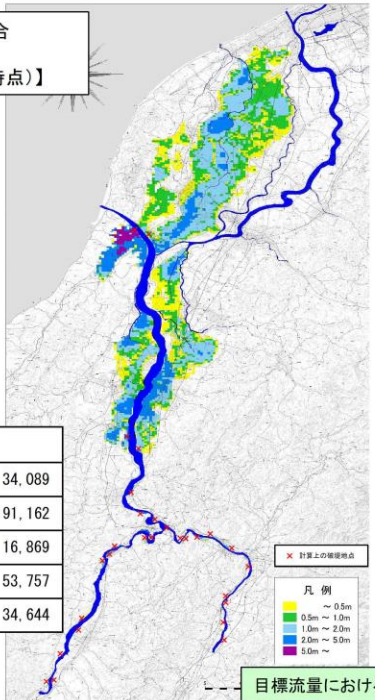 合
時点）】
34,089
91,162
16,869
53,757
34,644
× 計算上の破堤地点
凡 例
～ 0.5m
0.5m ～ 1.0m
1.0m ～ 2.0m
2.0m ～ 5.0m
5.0m ～
目標流量におけ